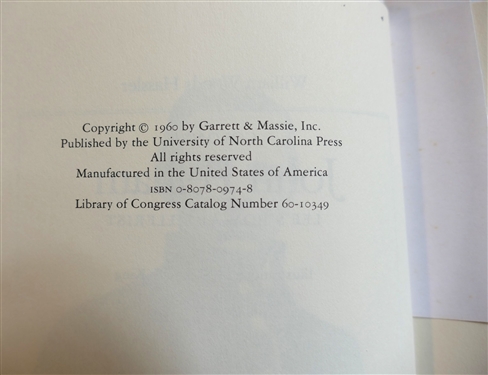 Copyright © 1960 by Garrett & Massie, Inc.
Published by the University of North Carolina Press
All rights reserved
Manufactured in the United States of America
ISBN 0-8078-0974-8
Library of Congress Catalog Number 60-10349